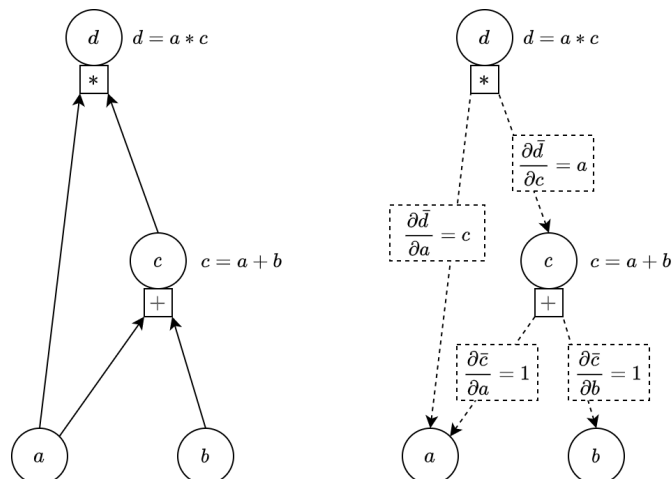 d d = a * c
*
c c = a + b
+
a b
d d = a * c
*
∂d̄/∂c = a
∂d̄/∂a = c
c c = a + b
+
∂c̄/∂a = 1 ∂c̄/∂b = 1
a b